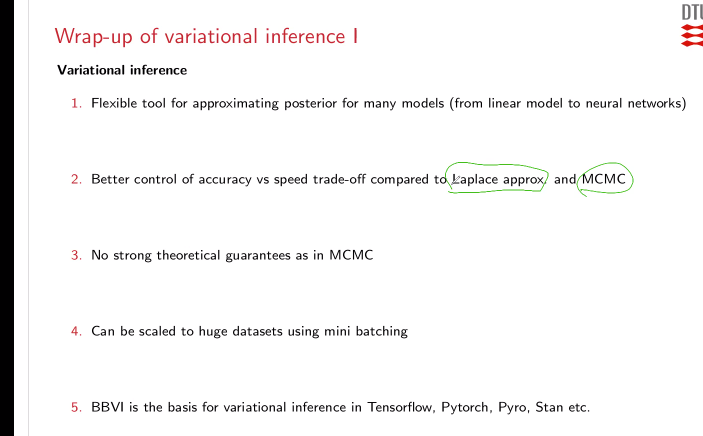 DTU
Wrap-up of variational inference I
Variational inference
1. Flexible tool for approximating posterior for many models (from linear model to neural networks)
2. Better control of accuracy vs speed trade-off compared to Laplace approx. and MCMC
3. No strong theoretical guarantees as in MCMC
4. Can be scaled to huge datasets using mini batching
5. BBVI is the basis for variational inference in Tensorflow, Pytorch, Pyro, Stan etc.